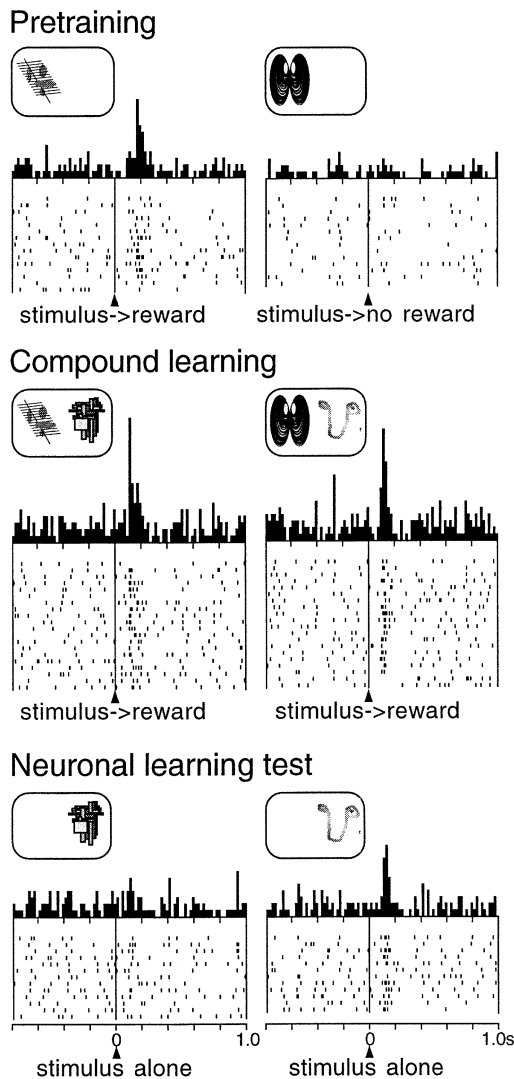 Pretraining
stimulus->reward
stimulus->no reward
Compound learning
stimulus->reward
stimulus->reward
Neuronal learning test
0 1.0 0 1.0s
stimulus alone
stimulus alone